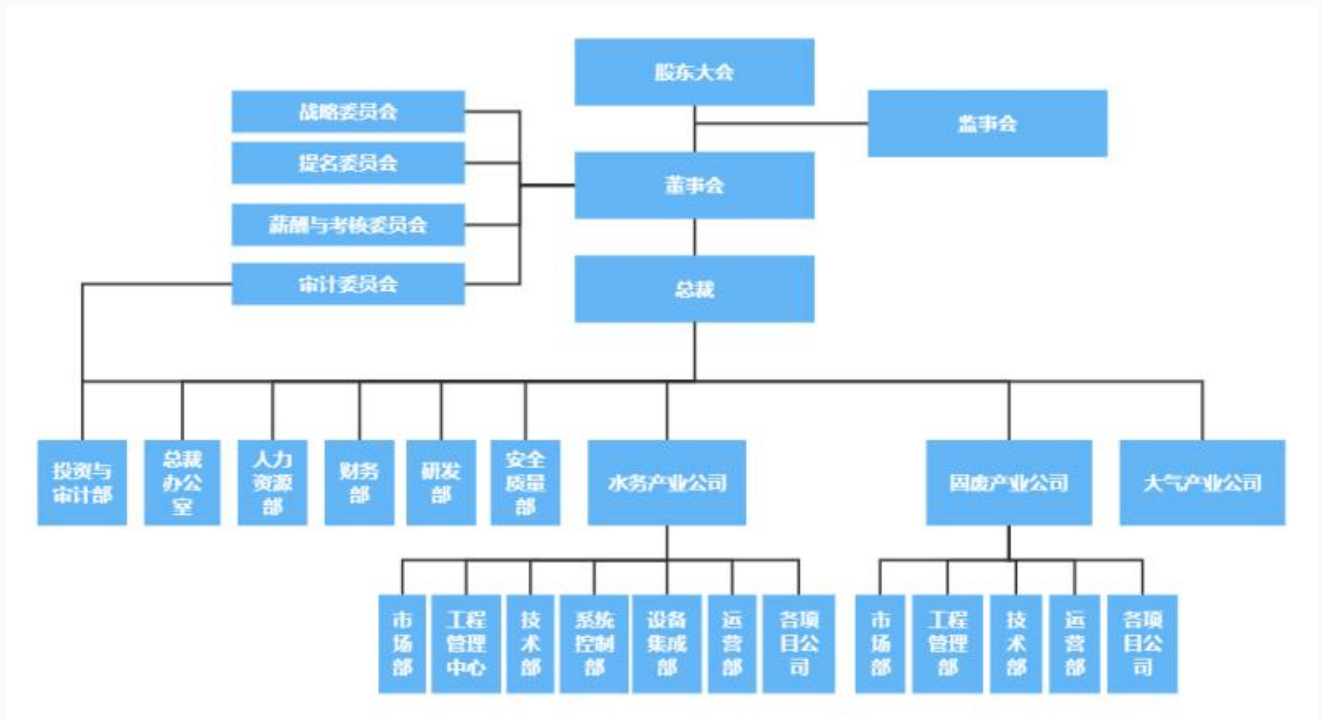 股东大会
战略委员会
监事会
提名委员会
董事会
薪酬与考核委员会
审计委员会
总裁
投资与
审计部
总裁
办公
室
人力
资源
部
财务
部
研发
部
安全
质量
部
水务产业公司
固废产业公司
大气产业公司
市
场
部
工程
管理
中心
技
术
部
系统
控制
部
设备
集成
部
运
营
部
各项
目公
司
市
场
部
工程
管理
部
技
术
部
运
营
部
各项
目公
司